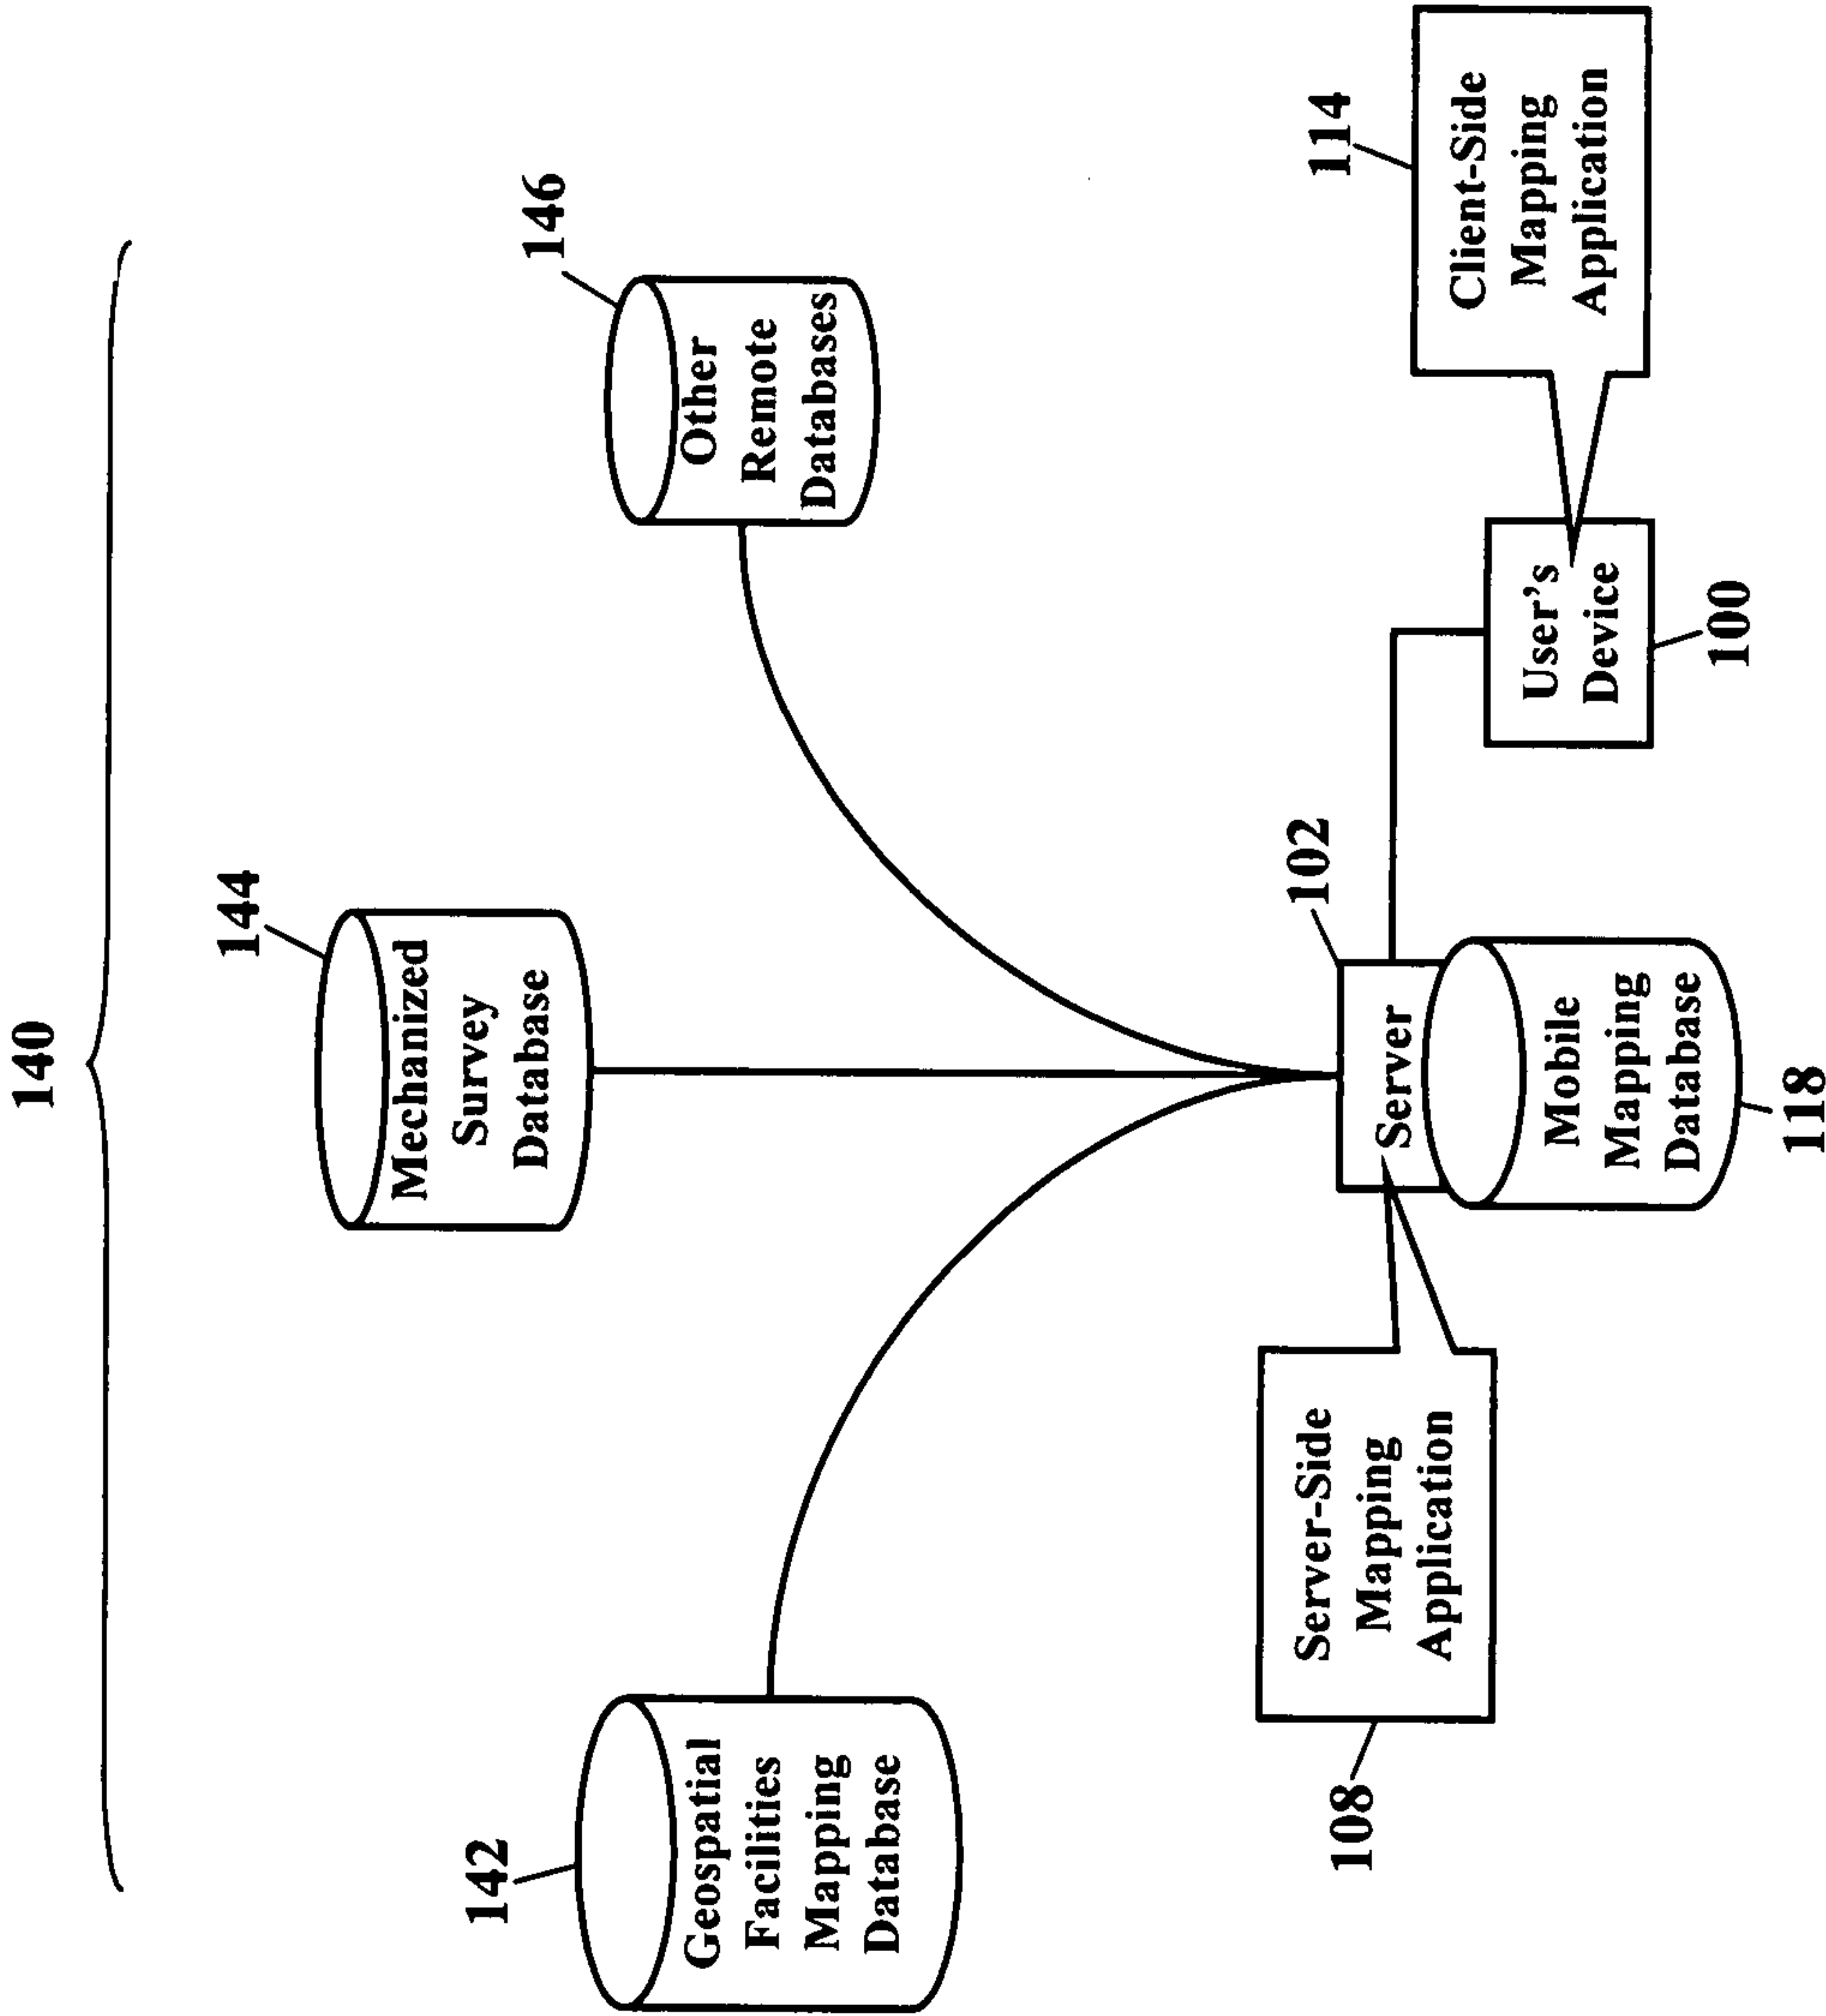 140
144
Mechanized
Survey
Database
146
Other
Remote
Databases
142
Geospatial
Facilities
Mapping
Database
102
Server
Mobile
Mapping
Database
118
108
Server-Side
Mapping
Application
User's
Device
100
114
Client-Side
Mapping
Application